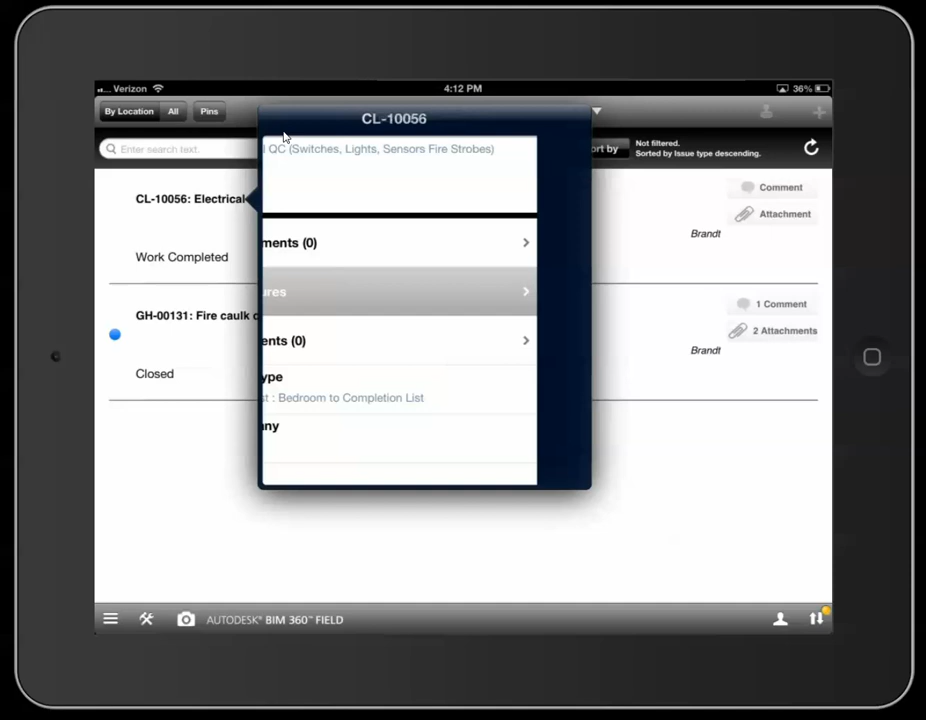 Verizon
4:12 PM
36%
By Location
All
Pins
CL-10056
Enter search text.
QC (Switches, Lights, Sensors Fire Strobes)
ort by
Not filtered.
Sorted by Issue type descending.
CL-10056: Electrical
Comment
Attachment
Brandt
ments (0)
Work Completed
ures
1 Comment
GH-00131: Fire caulk
2 Attachments
ents (0)
Brandt
Closed
ype
: Bedroom to Completion List
ny
AUTODESK® BIM 360™ FIELD